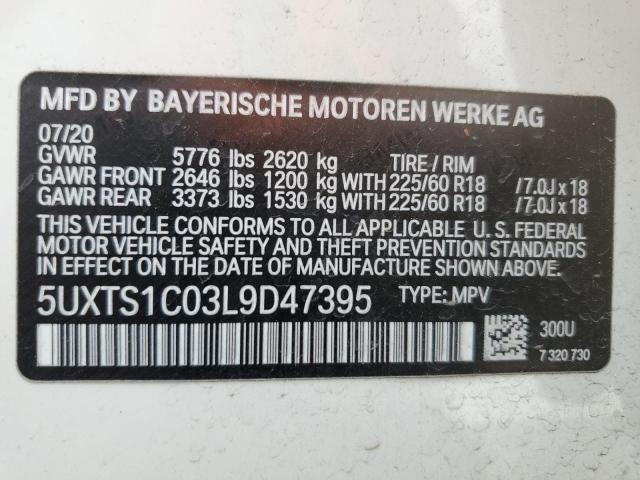 MFD BY BAYERISCHE MOTOREN WERKE AG
07/20
GVWR 5776 lbs 2620 kg TIRE / RIM
GAWR FRONT 2646 lbs 1200 kg WITH 225/60 R18 /7.0J x 18
GAWR REAR 3373 lbs 1530 kg WITH 225/60 R18 /7.0J x 18
THIS VEHICLE CONFORMS TO ALL APPLICABLE U. S. FEDERAL
MOTOR VEHICLE SAFETY AND THEFT PREVENTION STANDARDS
IN EFFECT ON THE DATE OF MANUFACTURE SHOWN ABOVE.
5UXTS1C03L9D47395 TYPE: MPV
300U
7 320 730